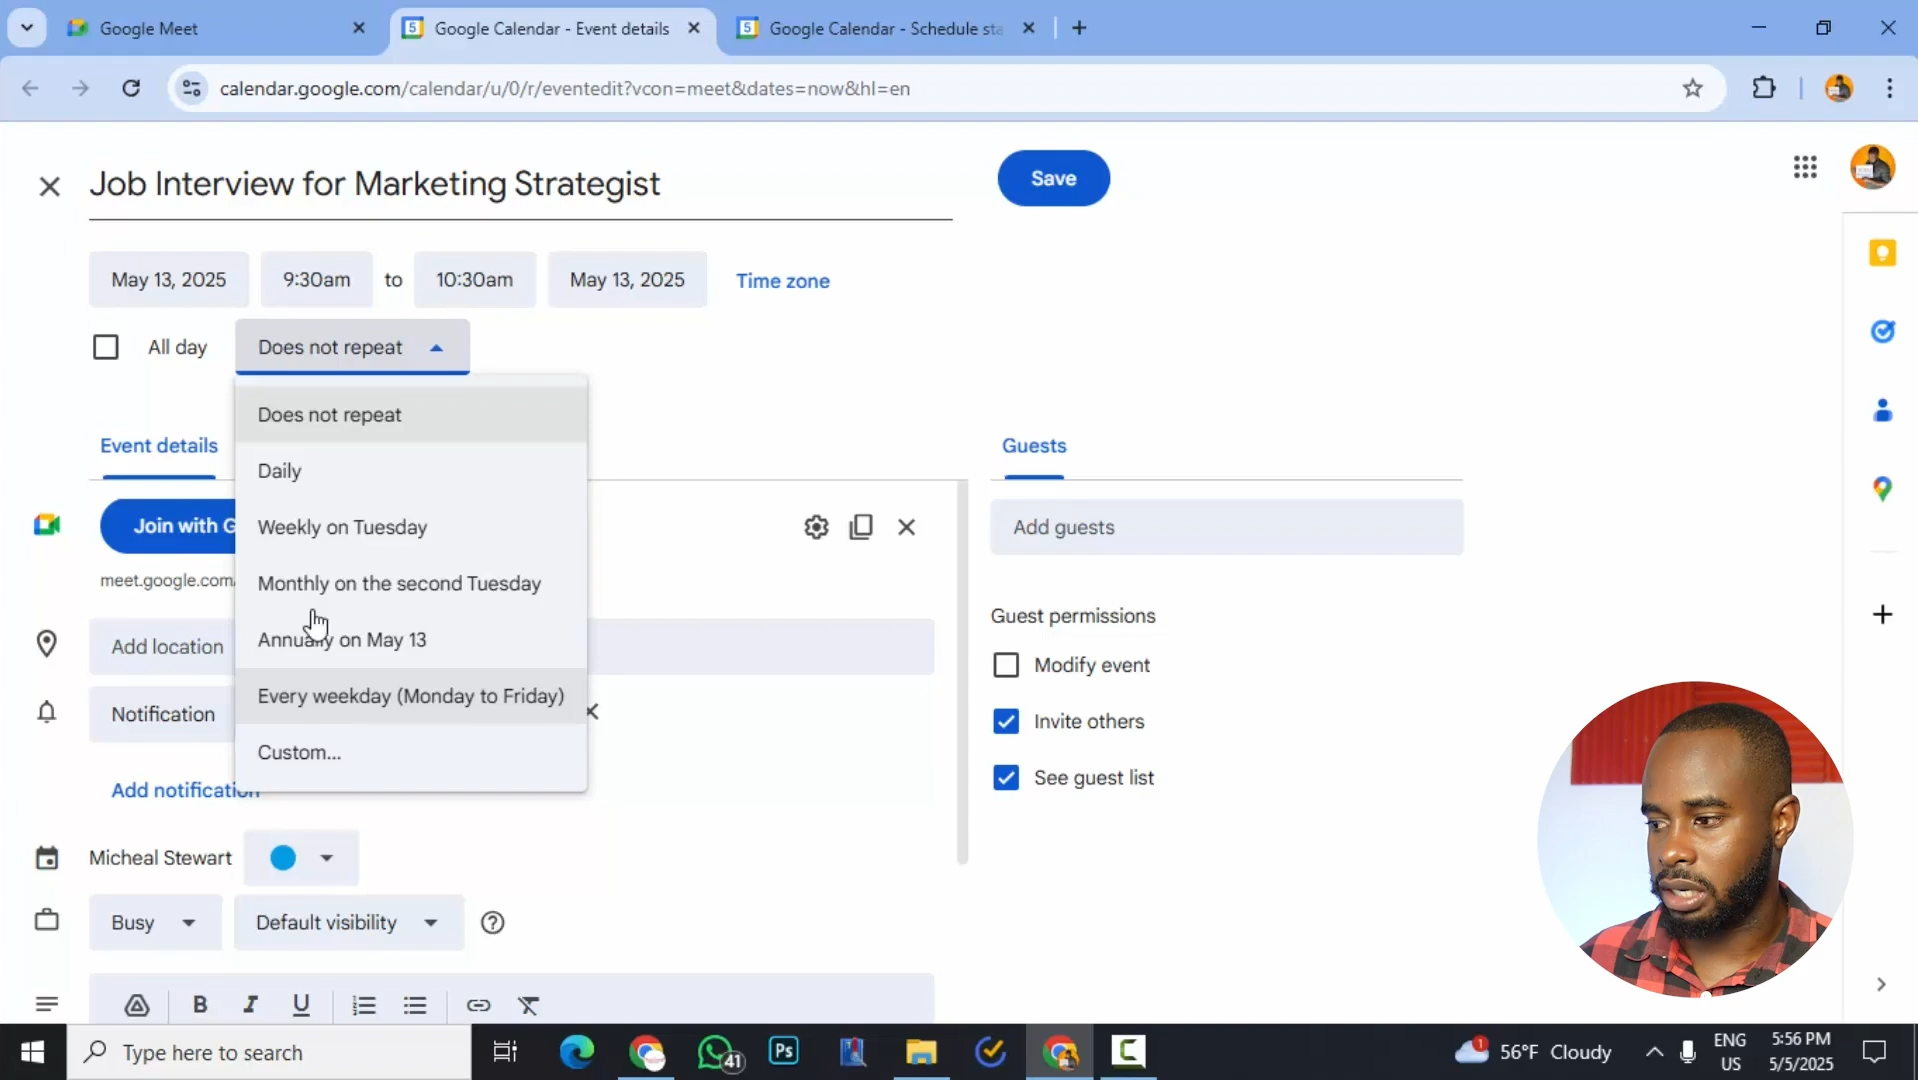 Google Meet
Google Calendar - Event details
Google Calendar - Schedule sta
calendar.google.com/calendar/u/0/r/eventedit?vcon=meet&dates=now&hl=en
Job Interview for Marketing Strategist
Save
May 13, 2025
9:30am
to
10:30am
May 13, 2025
Time zone
All day
Does not repeat
Does not repeat
Daily
Weekly on Tuesday
Monthly on the second Tuesday
Annually on May 13
Every weekday (Monday to Friday)
Custom...
Event details
Guests
Join with G
Add guests
meet.google.com/
Guest permissions
Add location
Modify event
Notification
Invite others
See guest list
Add notification
Micheal Stewart
Busy
Default visibility
B I U
Type here to search
41
Ps
1
56°F Cloudy
ENG
US
5:56 PM
5/5/2025